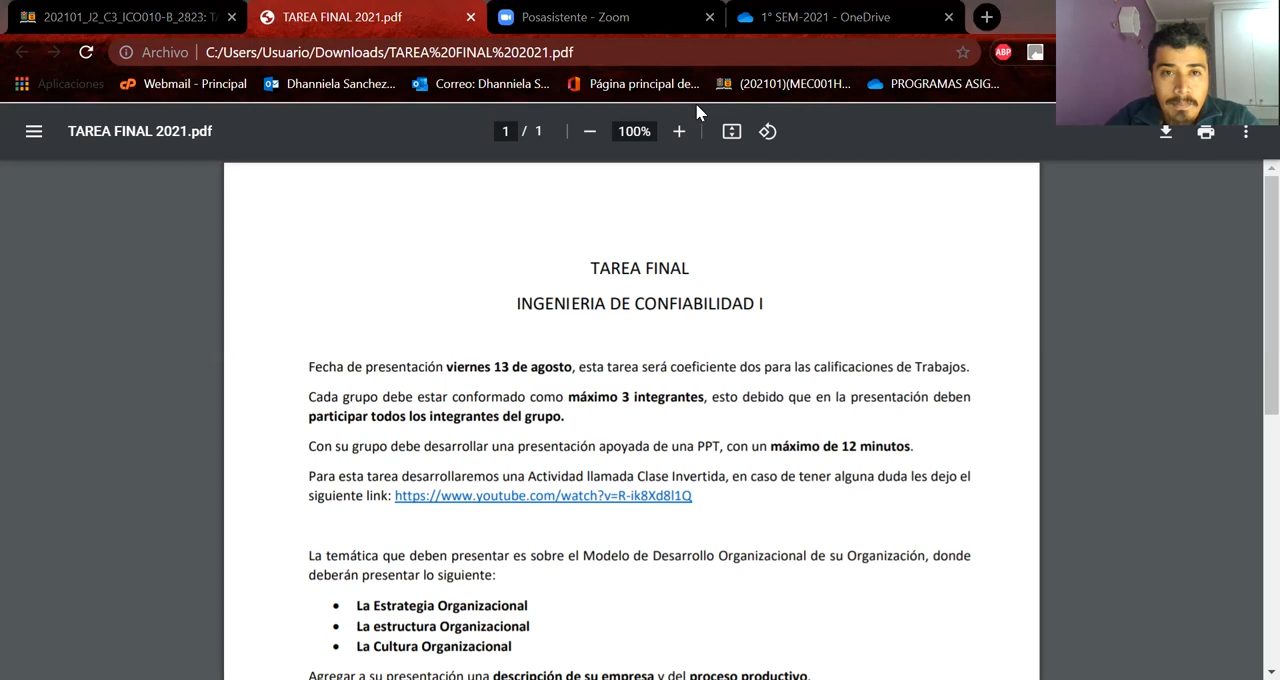 202101_J2_C3_ICO010-B_2823: TA
TAREA FINAL 2021.pdf
Posasistente - Zoom
1° SEM-2021 - OneDrive
Archivo | C:/Users/Usuario/Downloads/TAREA%20FINAL%202021.pdf
ABP
Aplicaciones
Webmail - Principal
Dhanniela Sanchez...
Correo: Dhanniela S...
Página principal de...
(202101)(MEC001H...
PROGRAMAS ASIG...
TAREA FINAL 2021.pdf
1 / 1
100%
TAREA FINAL
INGENIERIA DE CONFIABILIDAD I
Fecha de presentación viernes 13 de agosto, esta tarea será coeficiente dos para las calificaciones de Trabajos.
Cada grupo debe estar conformado como máximo 3 integrantes, esto debido que en la presentación deben
participar todos los integrantes del grupo.
Con su grupo debe desarrollar una presentación apoyada de una PPT, con un máximo de 12 minutos.
Para esta tarea desarrollaremos una Actividad llamada Clase Invertida, en caso de tener alguna duda les dejo el
siguiente link: https://www.youtube.com/watch?v=R-ik8Xd8l1Q
La temática que deben presentar es sobre el Modelo de Desarrollo Organizacional de su Organización, donde
deberán presentar lo siguiente:
• La Estrategia Organizacional
• La estructura Organizacional
• La Cultura Organizacional
Agregar a su presentación una descripción de su empresa y del proceso productivo.